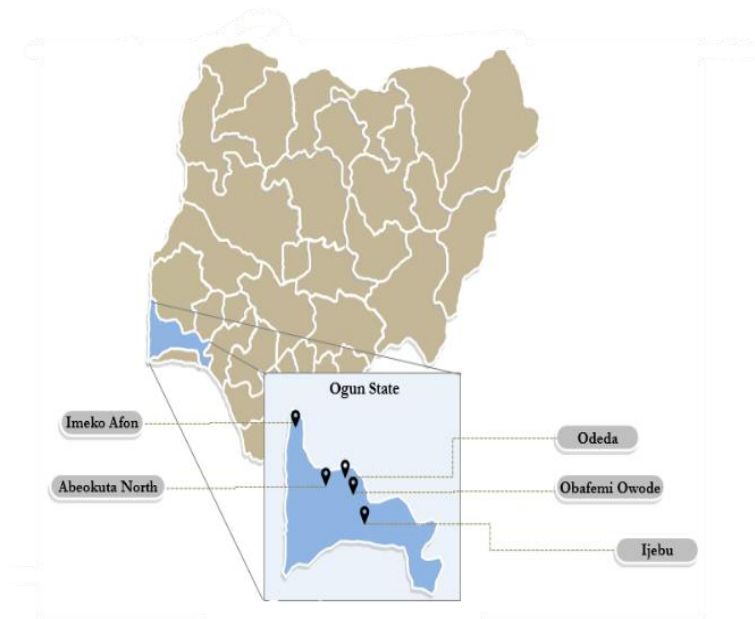 Ogun State
Imeko Afon
Odeda
Abeokuta North
Obafemi Owode
Ijebu